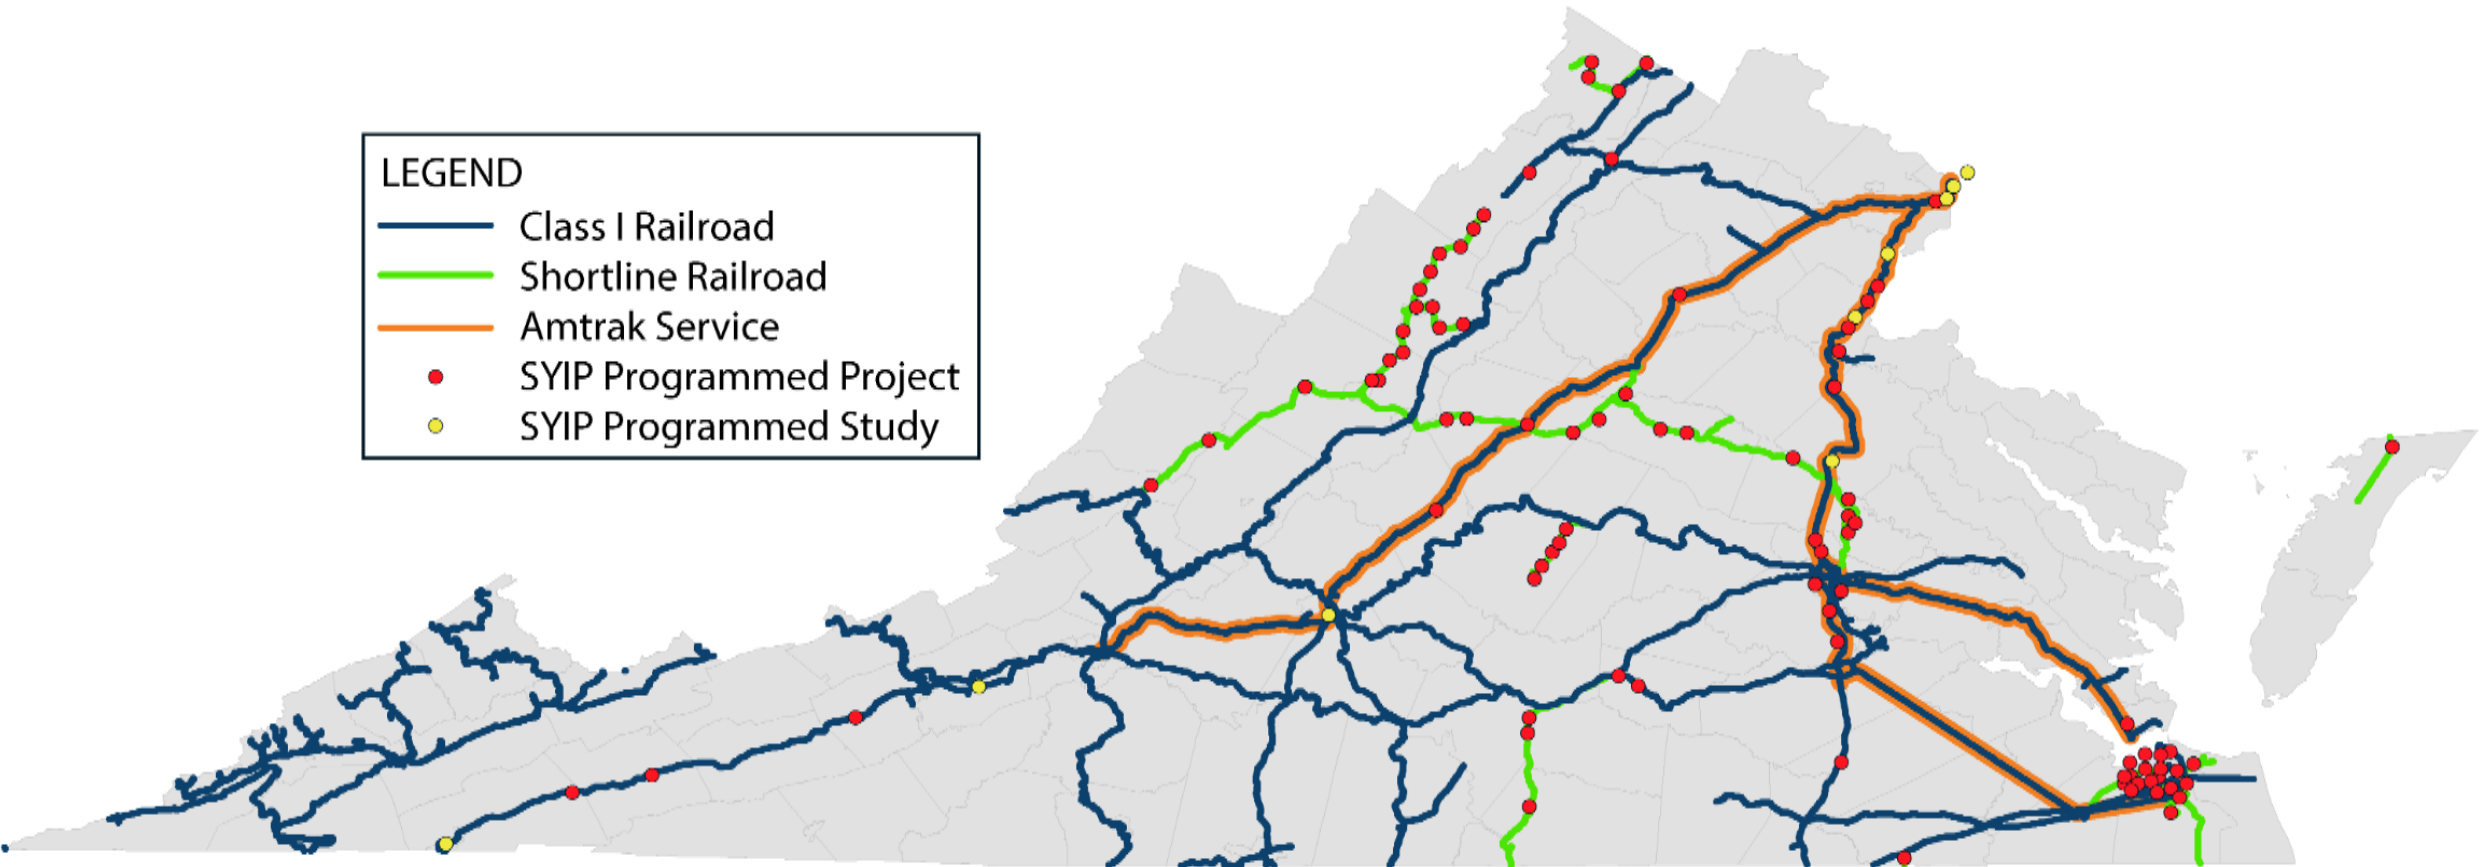 LEGEND
Class I Railroad
Shortline Railroad
Amtrak Service
SYIP Programmed Project
SYIP Programmed Study